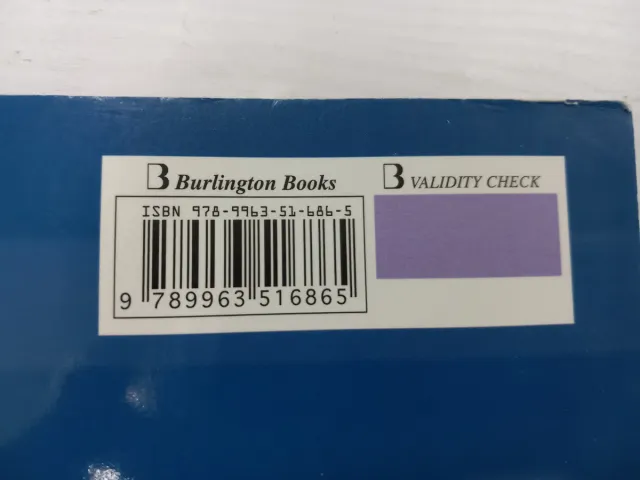 B Burlington Books
B VALIDITY CHECK
ISBN 978-9963-51-686-5
9 789963 516865